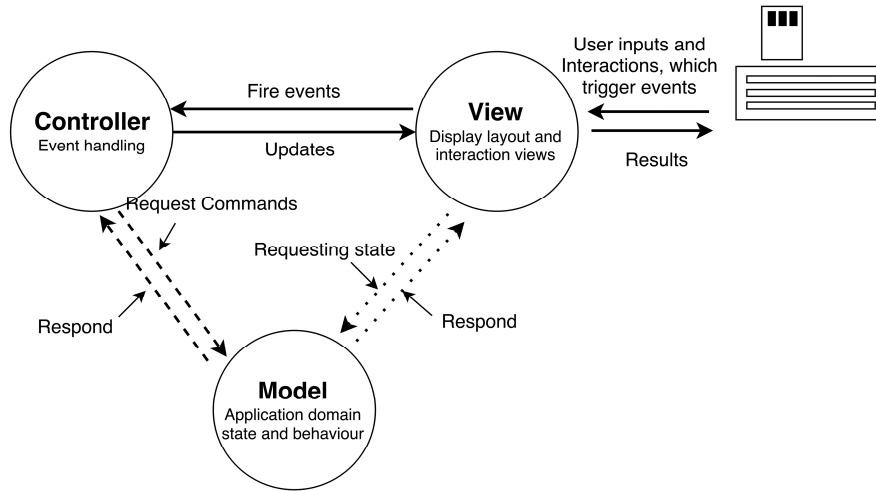 User inputs and
Interactions, which
trigger events
Fire events
Controller
Event handling
View
Display layout and
interaction views
Updates
Results
Request Commands
Requesting state
Respond
Respond
Model
Application domain
state and behaviour